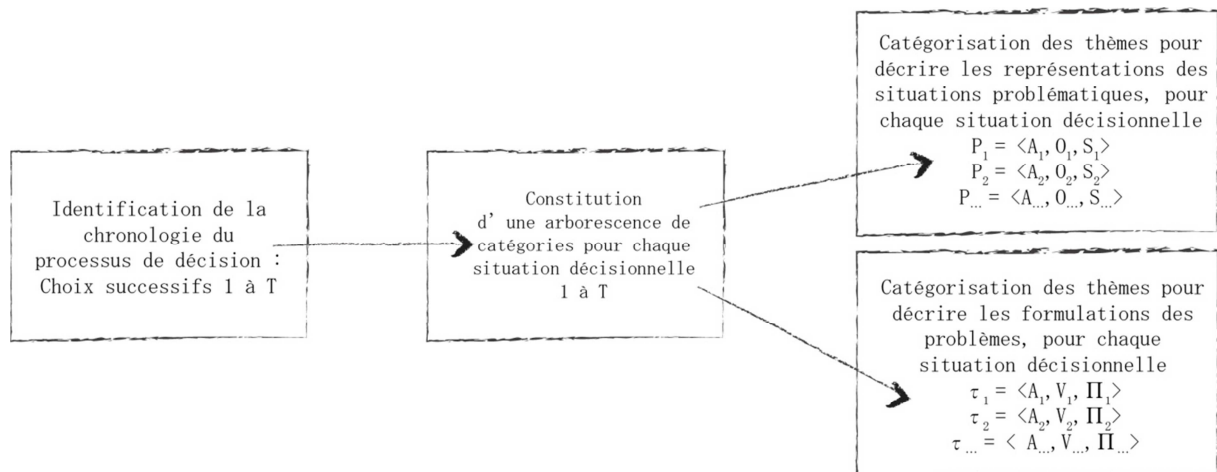 Identification de la
chronologie du
processus de décision :
Choix successifs 1 à T
Constitution
d' une arborescence de
catégories pour chaque
situation décisionnelle
1 à T
Catégorisation des thèmes pour
décrire les représentations des
situations problématiques, pour
chaque situation décisionnelle
P₁ = <A₁, O₁, S₁>
P₂ = <A₂, O₂, S₂>
P... = <A..., O..., S...>
Catégorisation des thèmes pour
décrire les formulations des
problèmes, pour chaque
situation décisionnelle
τ₁ = <A₁, V₁, Π₁>
τ₂ = <A₂, V₂, Π₂>
τ... = < A..., V..., Π...>